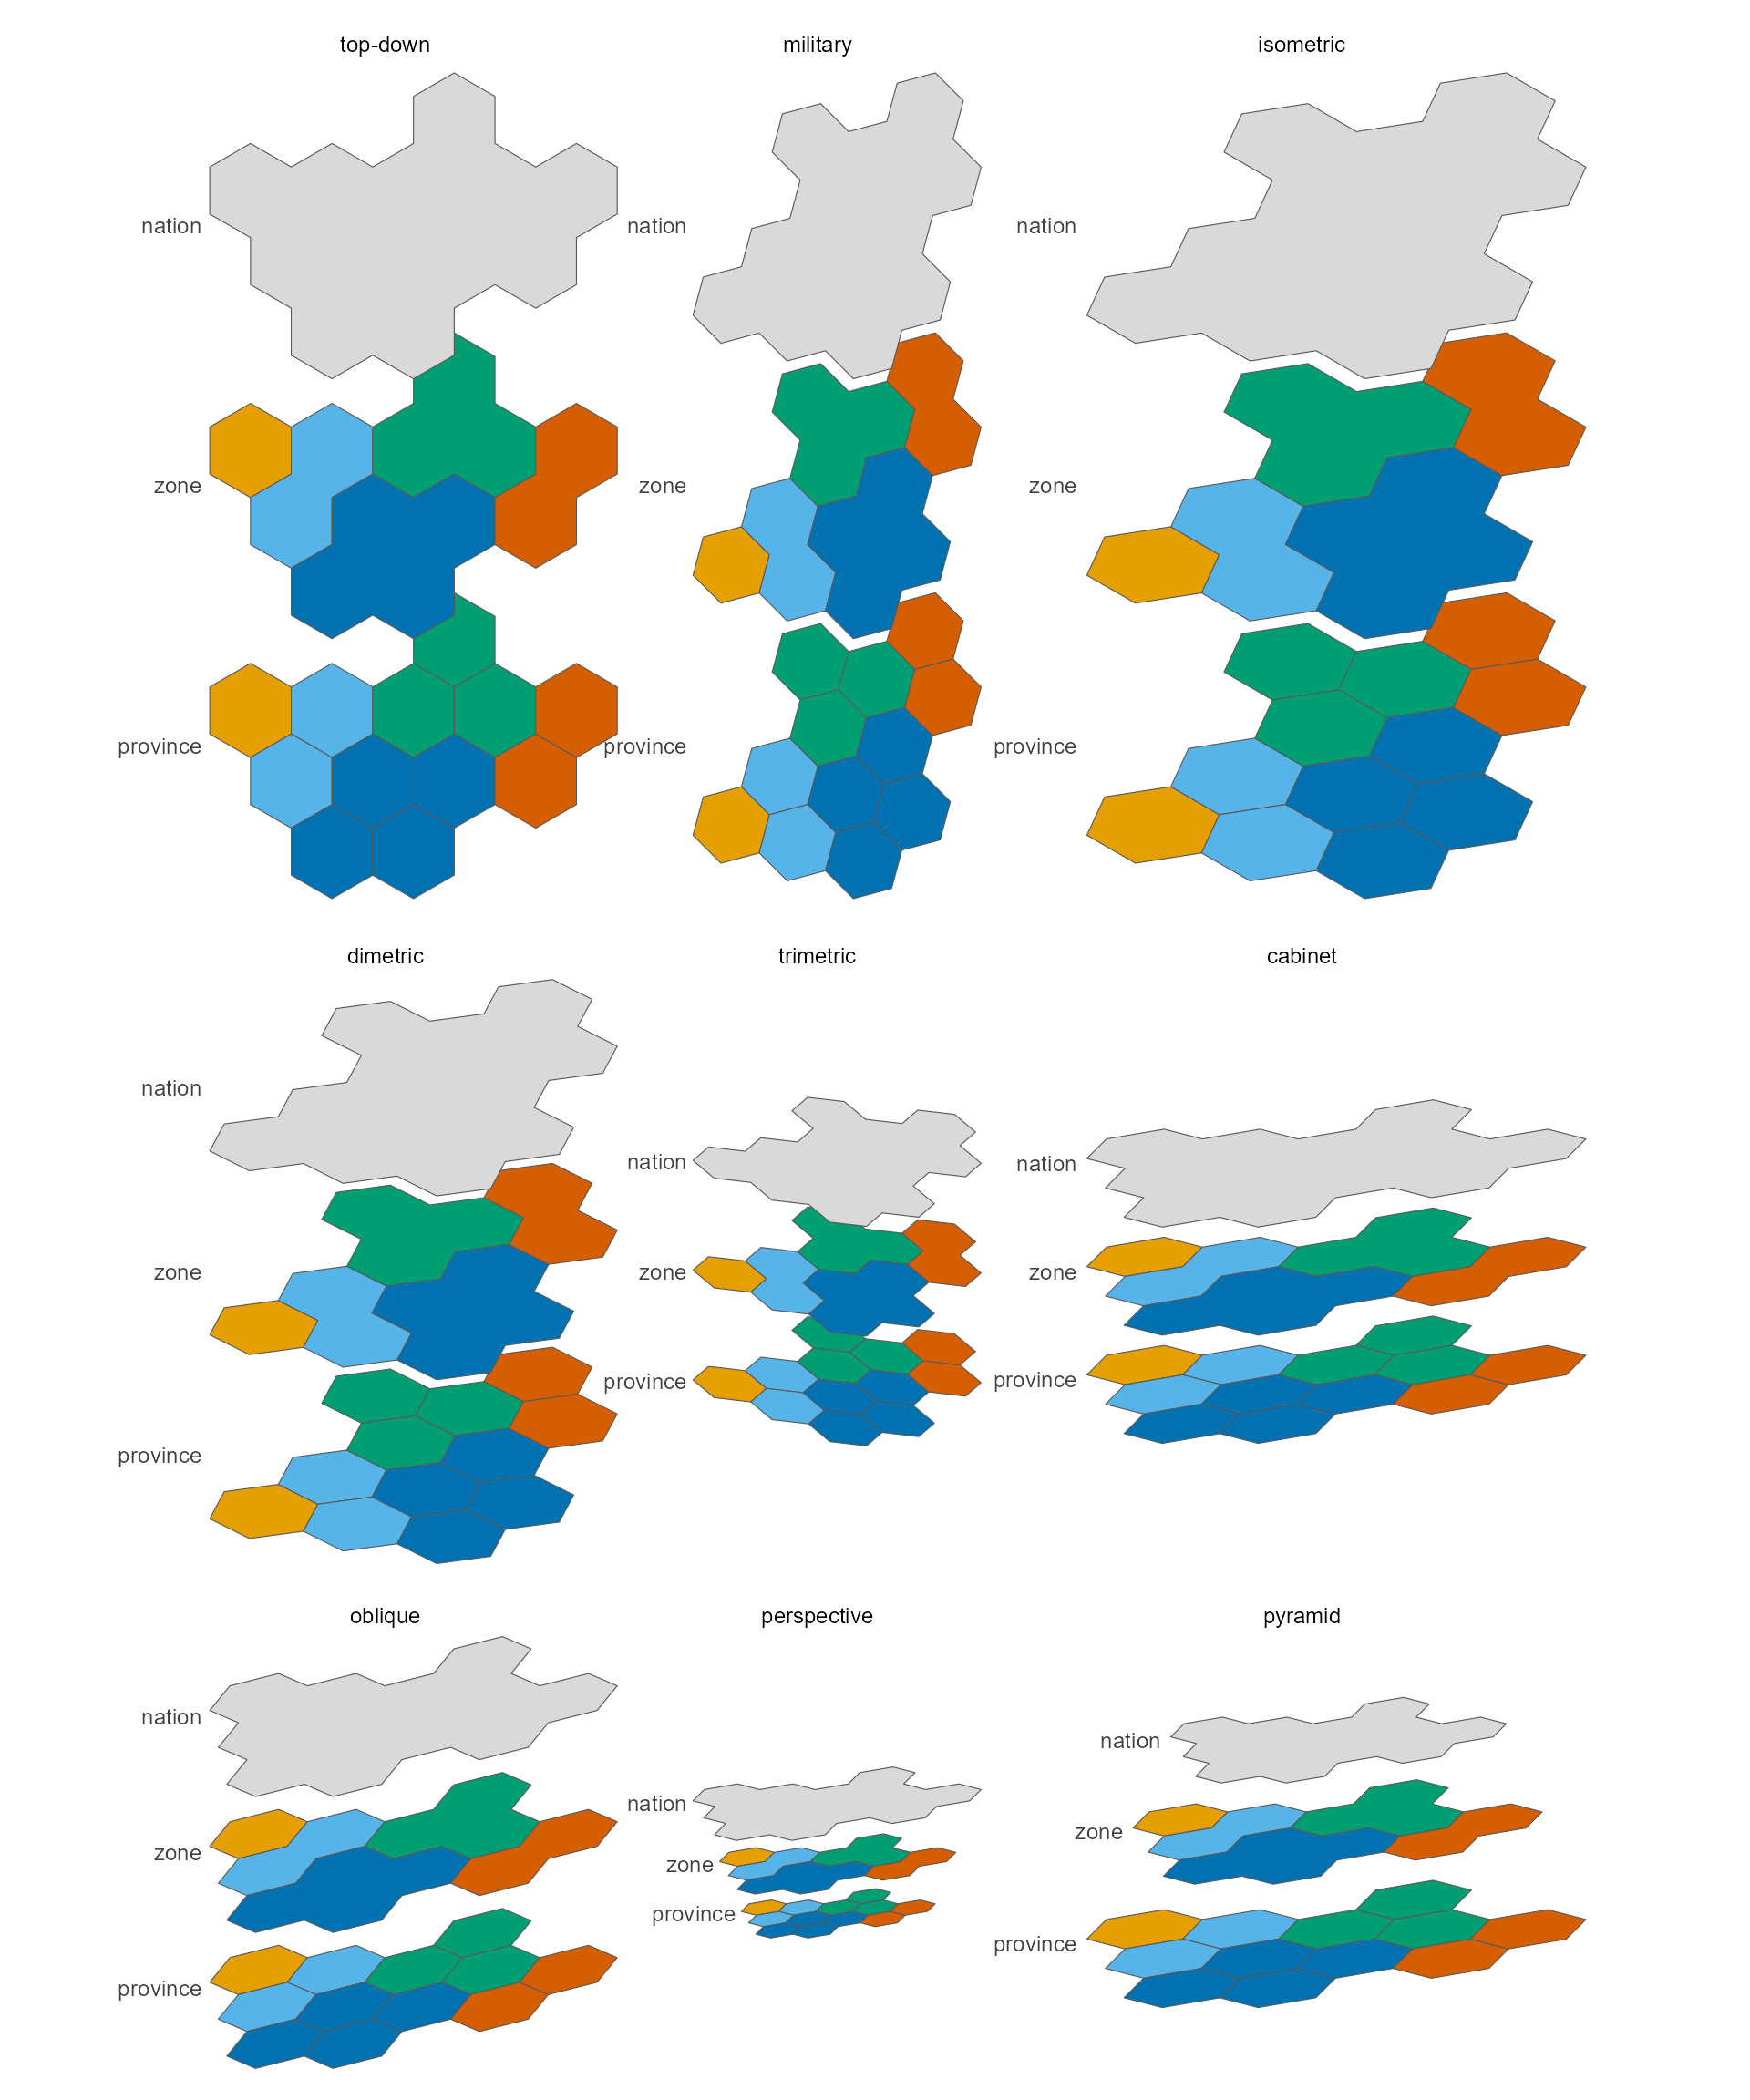 top-down
military
isometric
nation
nation
nation
zone
zone
zone
province
province
province
dimetric
trimetric
cabinet
nation
nation
nation
zone
zone
zone
province
province
province
oblique
perspective
pyramid
nation
nation
nation
zone
zone
zone
province
province
province